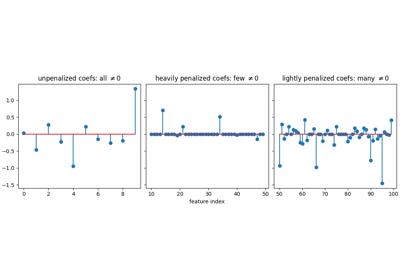 unpenalized coefs: all ≠0
heavily penalized coefs: few ≠0
lightly penalized coefs: many ≠0
1.0
0.5
0.0
−0.5
−1.0
−1.5
0 2 4 6 8
10 20 30 40 50
50 60 70 80 90 100
feature index